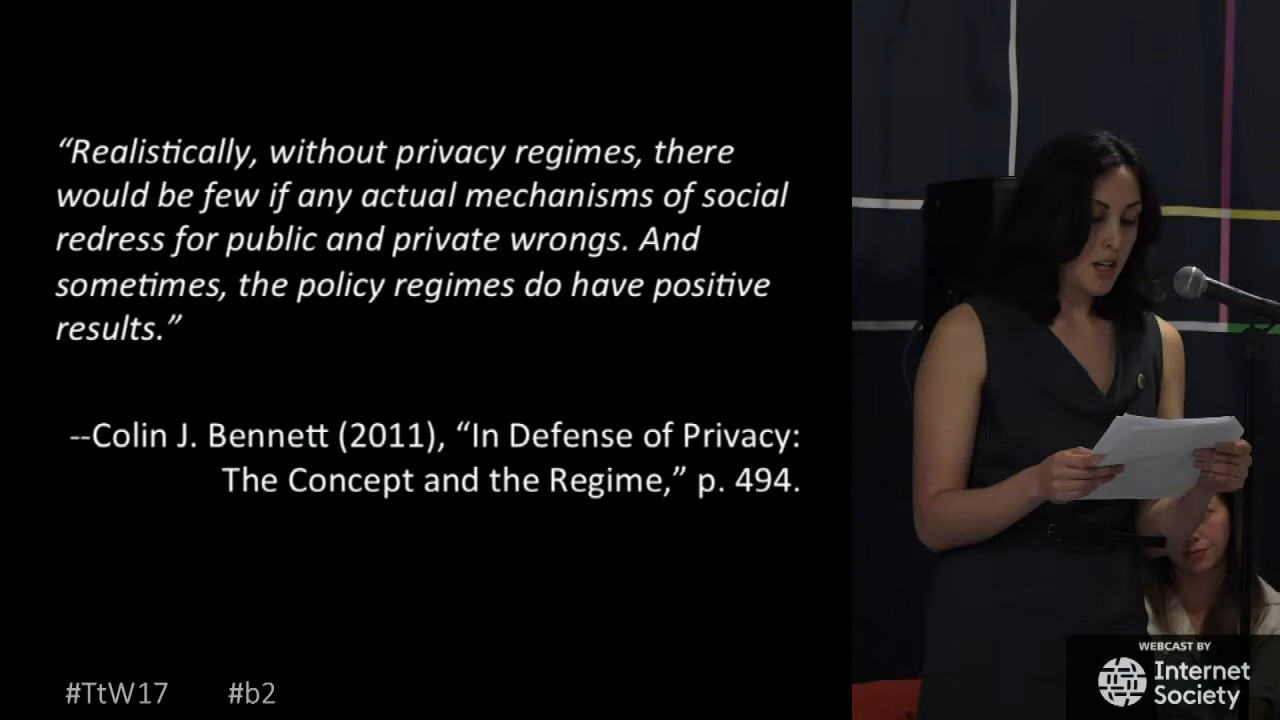 “Realistically, without privacy regimes, there
would be few if any actual mechanisms of social
redress for public and private wrongs. And
sometimes, the policy regimes do have positive
results.”
--Colin J. Bennett (2011), “In Defense of Privacy:
The Concept and the Regime,” p. 494.
#TtW17 #b2
WEBCAST BY
Internet
Society